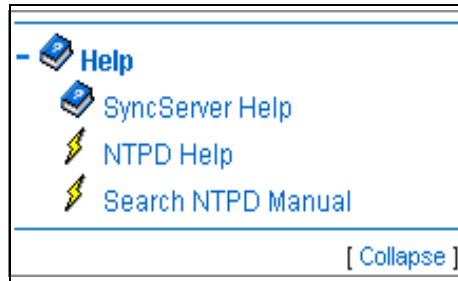 - Help
SyncServer Help
NTPD Help
Search NTPD Manual
[ Collapse ]